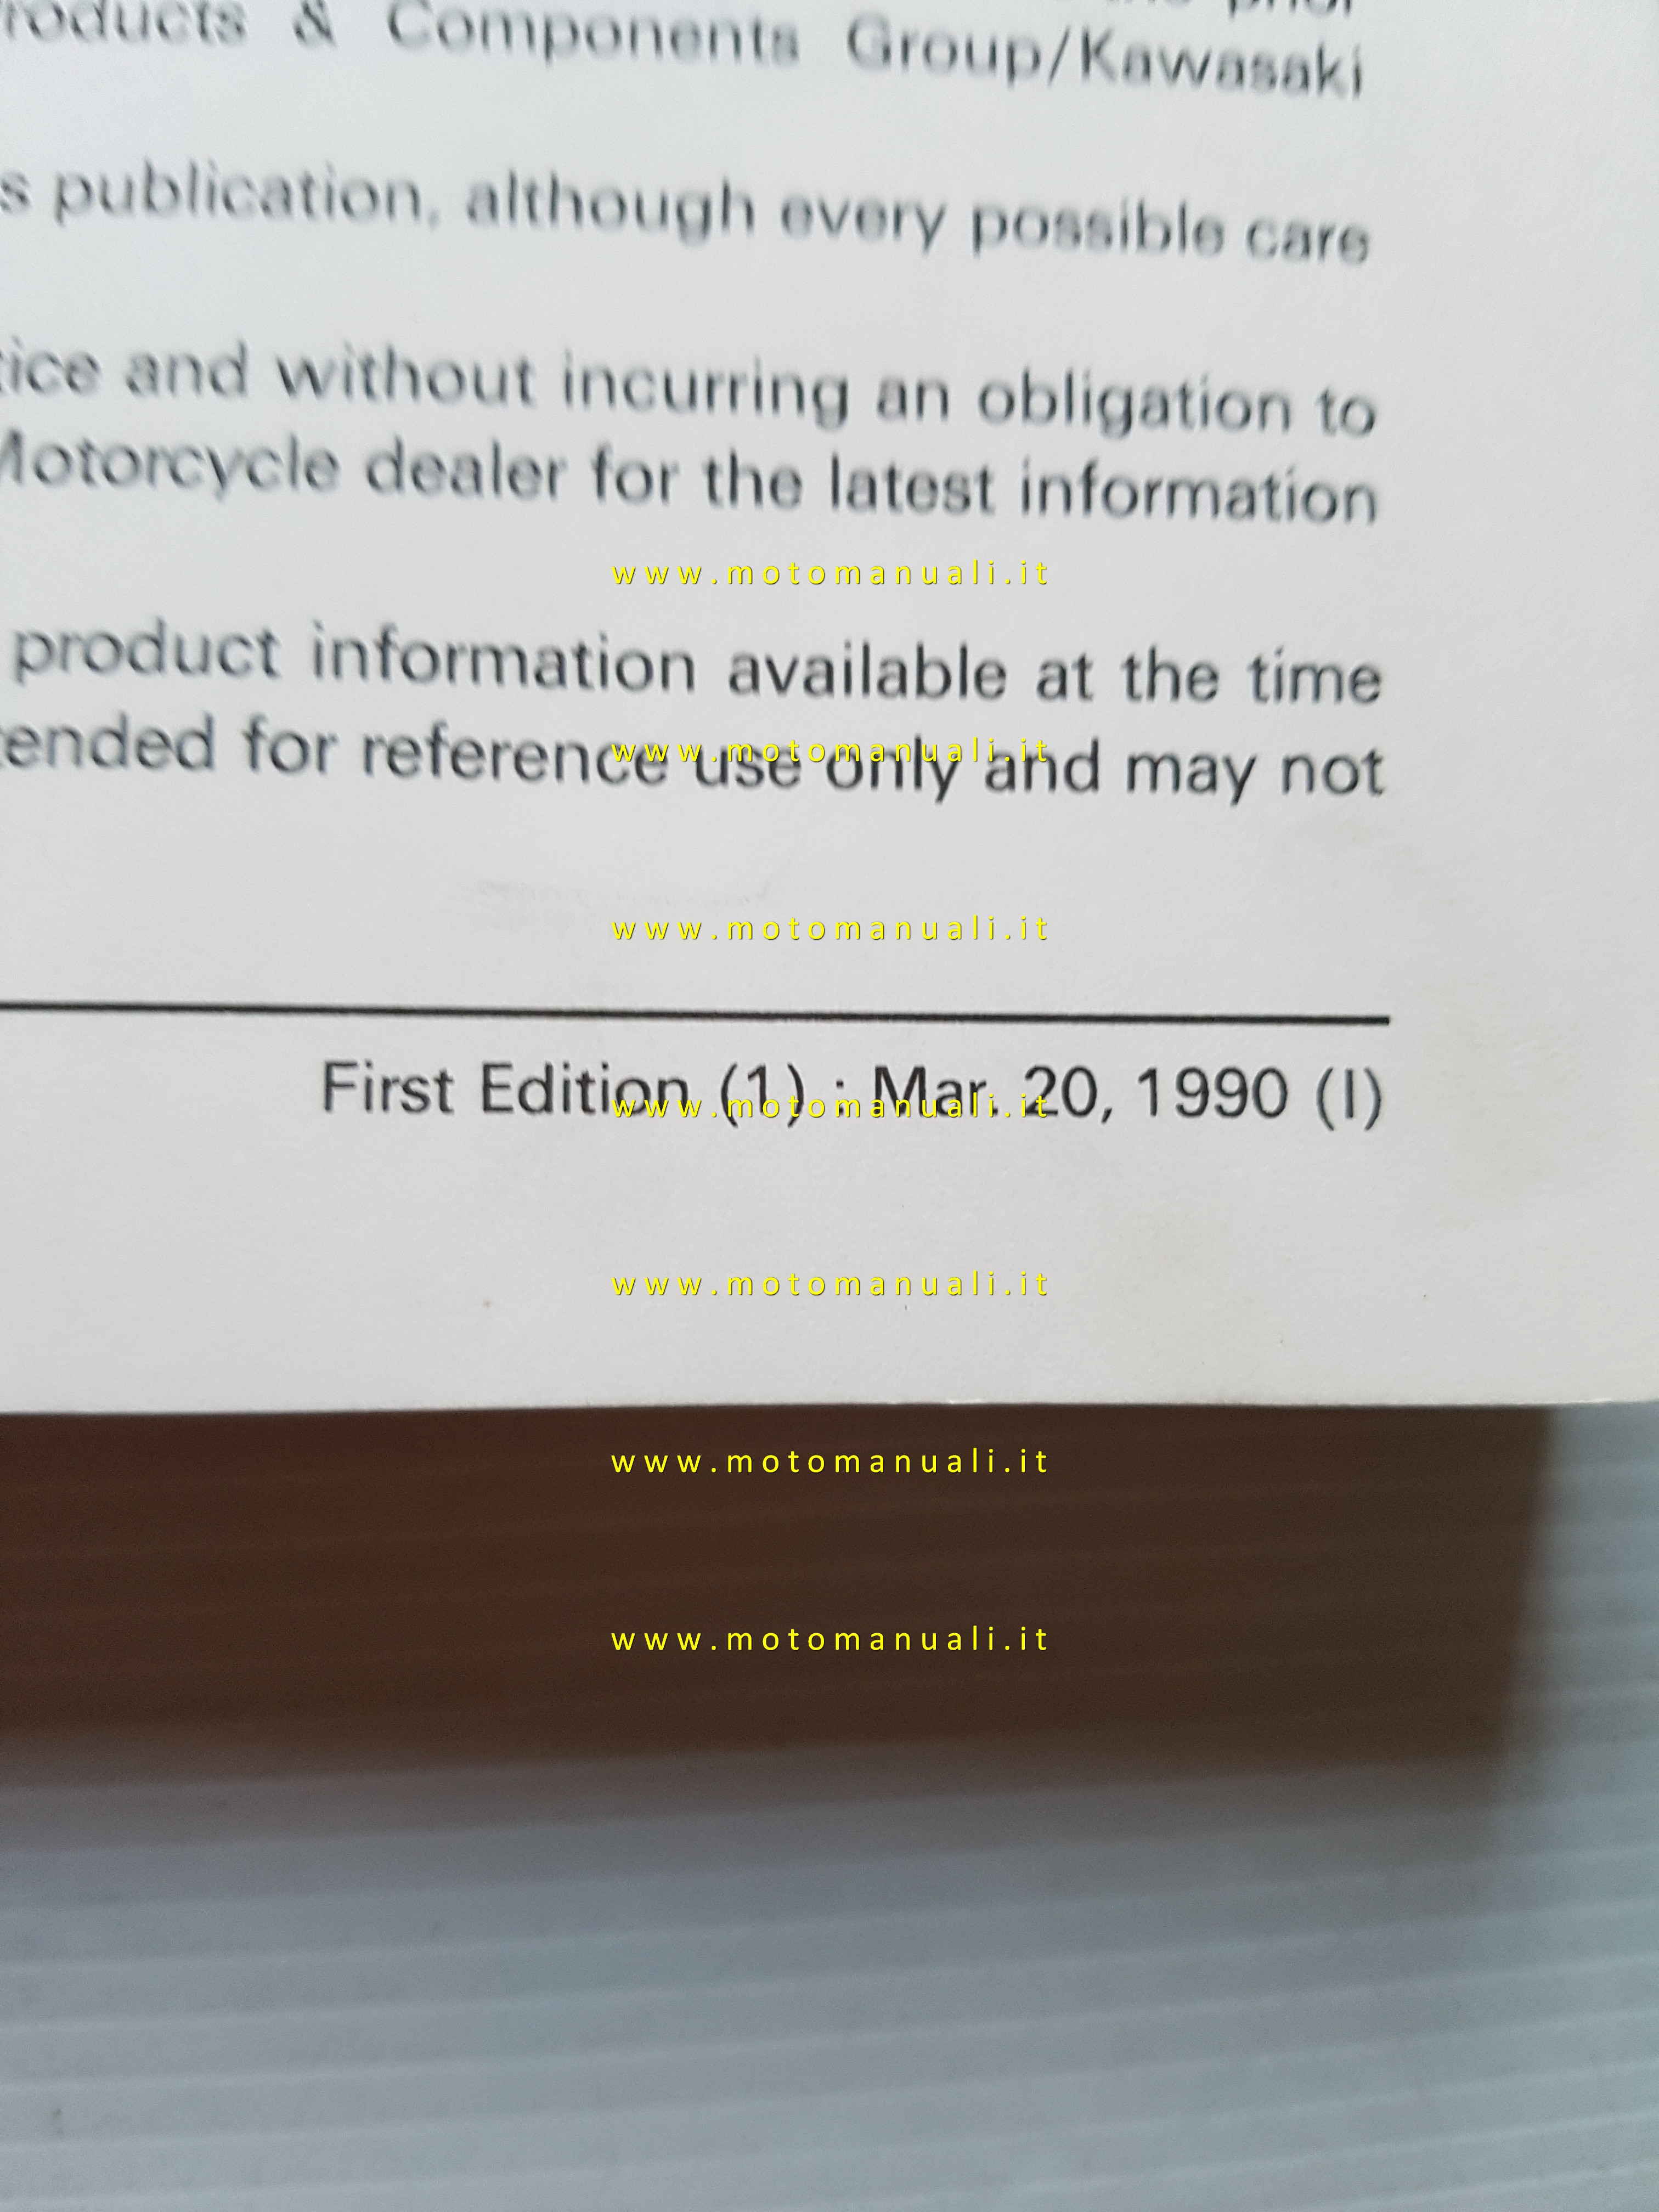 prior
Products & Components Group/Kawasaki
s publication, although every possible care
tice and without incurring an obligation to
Motorcycle dealer for the latest information
www.motomanuali.it
product information available at the time
tended for reference use only and may not
www.motomanuali.it
www.motomanuali.it
First Edition (1) : Mar. 20, 1990 (I)
www.motomanuali.it
www.motomanuali.it
www.motomanuali.it
www.motomanuali.it